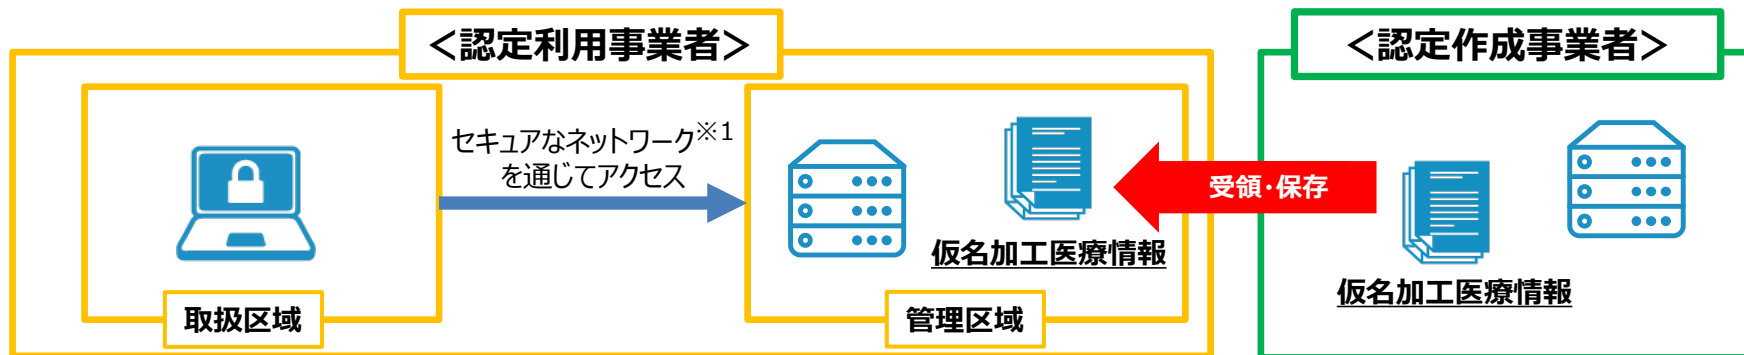 ＜認定利用事業者＞
＜認定作成事業者＞
セキュアなネットワーク※1
を通じてアクセス
受領・保存
仮名加工医療情報
仮名加工医療情報
取扱区域
管理区域